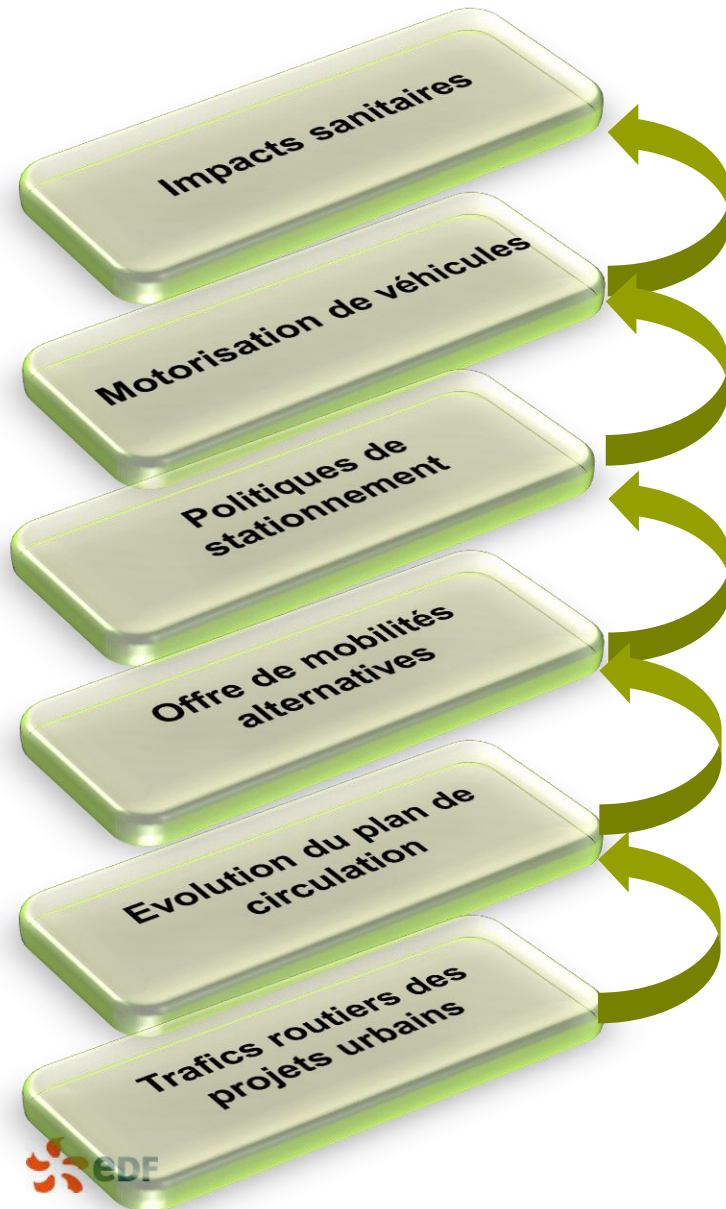 Impacts sanitaires
Motorisation de véhicules
Politiques de
stationnement
Offre de mobilités
alternatives
Evolution du plan de
circulation
Trafics routiers des
projets urbains
eDF